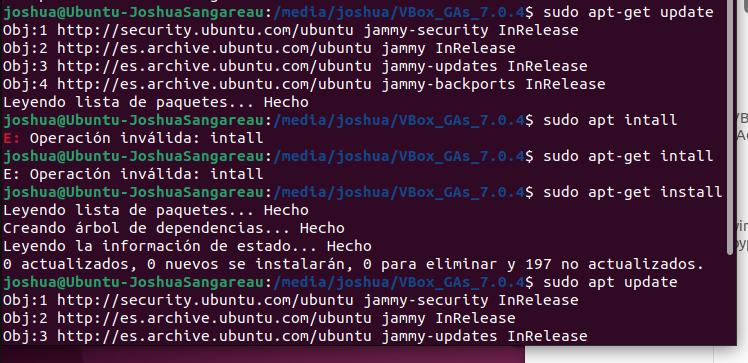 joshua@Ubuntu-JoshuaSangareau:/media/joshua/VBox_GAs_7.0.4$ sudo apt-get update
Obj:1 http://security.ubuntu.com/ubuntu jammy-security InRelease
Obj:2 http://es.archive.ubuntu.com/ubuntu jammy InRelease
Obj:3 http://es.archive.ubuntu.com/ubuntu jammy-updates InRelease
Obj:4 http://es.archive.ubuntu.com/ubuntu jammy-backports InRelease
Leyendo lista de paquetes... Hecho
joshua@Ubuntu-JoshuaSangareau:/media/joshua/VBox_GAs_7.0.4$ sudo apt intall
E: Operación inválida: intall
joshua@Ubuntu-JoshuaSangareau:/media/joshua/VBox_GAs_7.0.4$ sudo apt-get intall
E: Operación inválida: intall
joshua@Ubuntu-JoshuaSangareau:/media/joshua/VBox_GAs_7.0.4$ sudo apt-get install
Leyendo lista de paquetes... Hecho
Creando árbol de dependencias... Hecho
Leyendo la información de estado... Hecho
0 actualizados, 0 nuevos se instalarán, 0 para eliminar y 197 no actualizados.
joshua@Ubuntu-JoshuaSangareau:/media/joshua/VBox_GAs_7.0.4$ sudo apt update
Obj:1 http://security.ubuntu.com/ubuntu jammy-security InRelease
Obj:2 http://es.archive.ubuntu.com/ubuntu jammy InRelease
Obj:3 http://es.archive.ubuntu.com/ubuntu jammy-updates InRelease